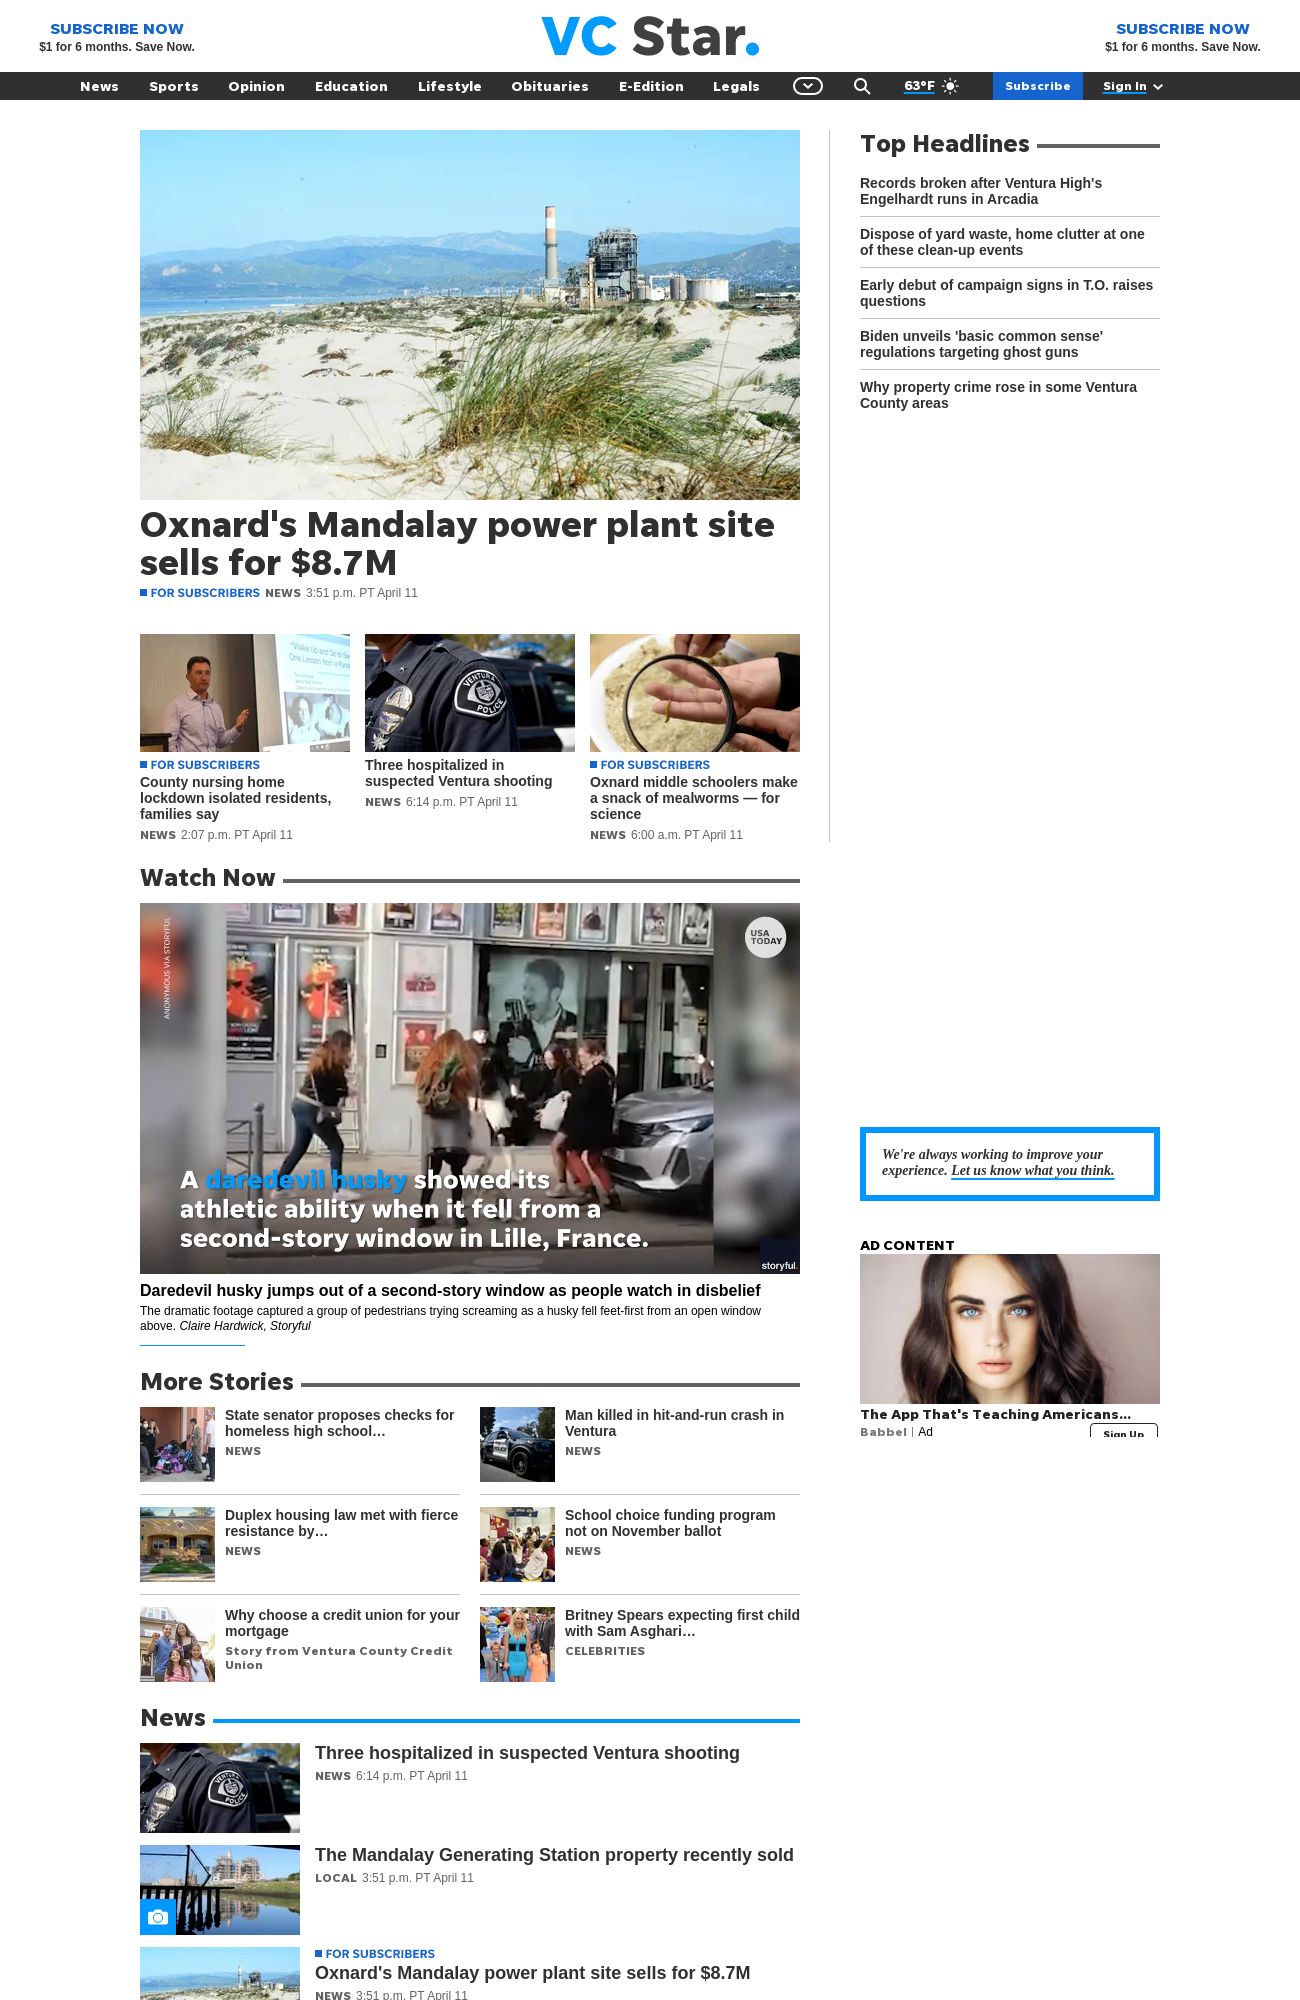 SUBSCRIBE NOW
$1 for 6 months. Save Now.
VC Star.
SUBSCRIBE NOW
$1 for 6 months. Save Now.
News Sports Opinion Education Lifestyle Obituaries E-Edition Legals 63°F Subscribe Sign In
Oxnard's Mandalay power plant site
sells for $8.7M
FOR SUBSCRIBERS NEWS 3:51 p.m. PT April 11
"Wake Up and Go to
One Lesson from a
VENTURA
POLICE
FOR SUBSCRIBERS
County nursing home
lockdown isolated residents,
families say
NEWS 2:07 p.m. PT April 11
Three hospitalized in
suspected Ventura shooting
NEWS 6:14 p.m. PT April 11
FOR SUBSCRIBERS
Oxnard middle schoolers make
a snack of mealworms — for
science
NEWS 6:00 a.m. PT April 11
Top Headlines
Records broken after Ventura High's
Engelhardt runs in Arcadia
Dispose of yard waste, home clutter at one
of these clean-up events
Early debut of campaign signs in T.O. raises
questions
Biden unveils 'basic common sense'
regulations targeting ghost guns
Why property crime rose in some Ventura
County areas
Watch Now
ANONYMOUS VIA STORYFUL
USA
TODAY
A daredevil husky showed its
athletic ability when it fell from a
second-story window in Lille, France.
storyful.
Daredevil husky jumps out of a second-story window as people watch in disbelief
The dramatic footage captured a group of pedestrians trying screaming as a husky fell feet-first from an open window
above. Claire Hardwick, Storyful
We're always working to improve your
experience. Let us know what you think.
AD CONTENT
The App That's Teaching Americans...
Babbel | Ad
Sign Up
More Stories
State senator proposes checks for
homeless high school…
NEWS
Man killed in hit-and-run crash in
Ventura
NEWS
Duplex housing law met with fierce
resistance by…
NEWS
School choice funding program
not on November ballot
NEWS
Why choose a credit union for your
mortgage
Story from Ventura County Credit
Union
Britney Spears expecting first child
with Sam Asghari…
CELEBRITIES
News
VENTURA
POLICE
Three hospitalized in suspected Ventura shooting
NEWS 6:14 p.m. PT April 11
The Mandalay Generating Station property recently sold
LOCAL 3:51 p.m. PT April 11
FOR SUBSCRIBERS
Oxnard's Mandalay power plant site sells for $8.7M
NEWS 3:51 p.m. PT April 11